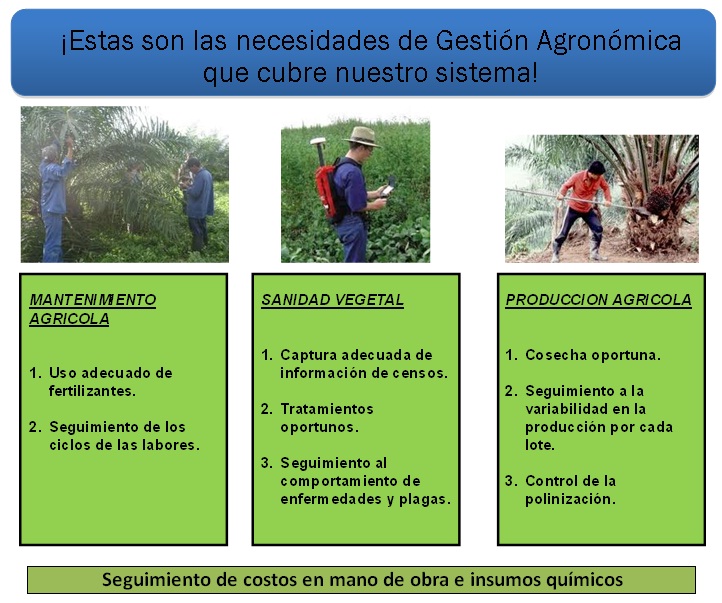 ¡Estas son las necesidades de Gestión Agronómica
que cubre nuestro sistema!
MANTENIMIENTO
AGRICOLA
1. Uso adecuado de
fertilizantes.
2. Seguimiento de los
ciclos de las labores.
SANIDAD VEGETAL
1. Captura adecuada de
información de censos.
2. Tratamientos
oportunos.
3. Seguimiento al
comportamiento de
enfermedades y plagas.
PRODUCCION AGRICOLA
1. Cosecha oportuna.
2. Seguimiento a la
variabilidad en la
producción por cada
lote.
3. Control de la
polinización.
Seguimiento de costos en mano de obra e insumos químicos